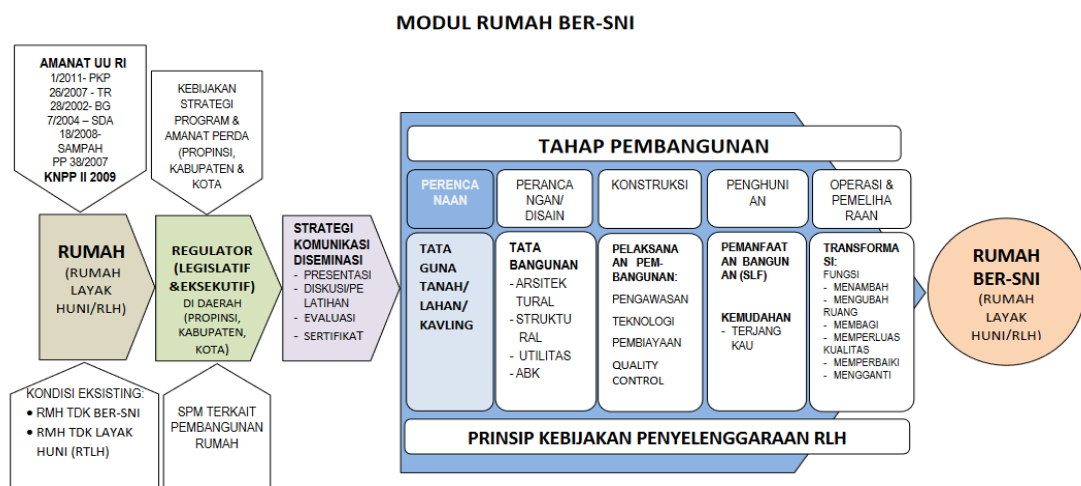 MODUL RUMAH BER-SNI
AMANAT UU RI
1/2011- PKP
26/2007 - TR
28/2002- BG
7/2004 – SDA
18/2008-
SAMPAH
PP 38/2007
KNPP II 2009
KEBIJAKAN
STRATEGI
PROGRAM &
AMANAT PERDA
(PROPINSI,
KABUPATEN &
KOTA
RUMAH
(RUMAH
LAYAK
HUNI/RLH)
REGULATOR
(LEGISLATIF
&EKSEKUTIF)
DI DAERAH
(PROPINSI,
KABUPATEN,
KOTA)
STRATEGI
KOMUNIKASI
DISEMINASI
- PRESENTASI
- DISKUSI/PE
LATIHAN
- EVALUASI
- SERTIFIKAT
KONDISI EKSISTING:
• RMH TDK BER-SNI
• RMH TDK LAYAK
HUNI (RTLH)
SPM TERKAIT
PEMBANGUNAN
RUMAH
TAHAP PEMBANGUNAN
PERENCA
NAAN
PERANCA
NGAN/
DISAIN
KONSTRUKSI
PENGHUNI
AN
OPERASI &
PEMELIHA
RAAN
TATA
GUNA
TANAH/
LAHAN/
KAVLING
TATA
BANGUNAN
- ARSITEK
TURAL
- STRUKTU
RAL
- UTILITAS
- ABK
PELAKSANA
AN PEM-
BANGUNAN:
PENGAWASAN
TEKNOLOGI
PEMBIAYAAN
QUALITY
CONTROL
PEMANFAAT
AN BANGUN
AN (SLF)
KEMUDAHAN
- TERJANG
KAU
TRANSFORMA
SI:
FUNGSI
- MENAMBAH
- MENGUBAH
RUANG
- MEMBAGI
- MEMPERLUAS
KUALITAS
- MEMPERBAIKI
- MENGGANTI
PRINSIP KEBIJAKAN PENYELENGGARAAN RLH
RUMAH
BER-SNI
(RUMAH
LAYAK
HUNI/RLH)